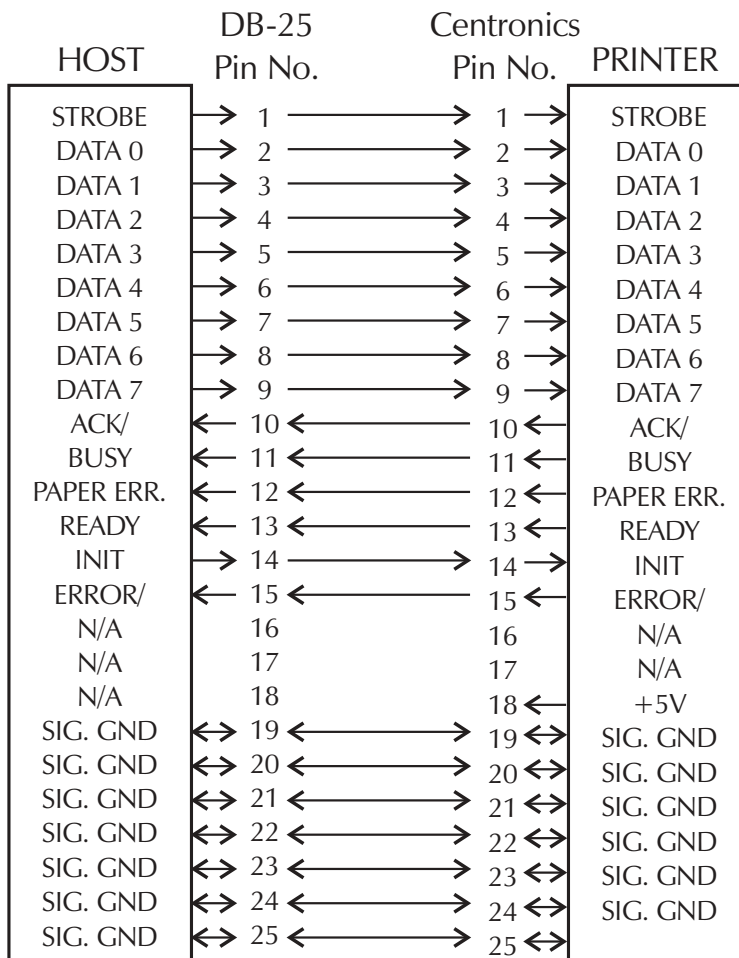 DB-25 Centronics
HOST Pin No. Pin No. PRINTER
STROBE 1 1 STROBE
DATA 0 2 2 DATA 0
DATA 1 3 3 DATA 1
DATA 2 4 4 DATA 2
DATA 3 5 5 DATA 3
DATA 4 6 6 DATA 4
DATA 5 7 7 DATA 5
DATA 6 8 8 DATA 6
DATA 7 9 9 DATA 7
ACK/ 10 10 ACK/
BUSY 11 11 BUSY
PAPER ERR. 12 12 PAPER ERR.
READY 13 13 READY
INIT 14 14 INIT
ERROR/ 15 15 ERROR/
N/A 16 16 N/A
N/A 17 17 N/A
N/A 18 18 +5V
SIG. GND 19 19 SIG. GND
SIG. GND 20 20 SIG. GND
SIG. GND 21 21 SIG. GND
SIG. GND 22 22 SIG. GND
SIG. GND 23 23 SIG. GND
SIG. GND 24 24 SIG. GND
SIG. GND 25 25